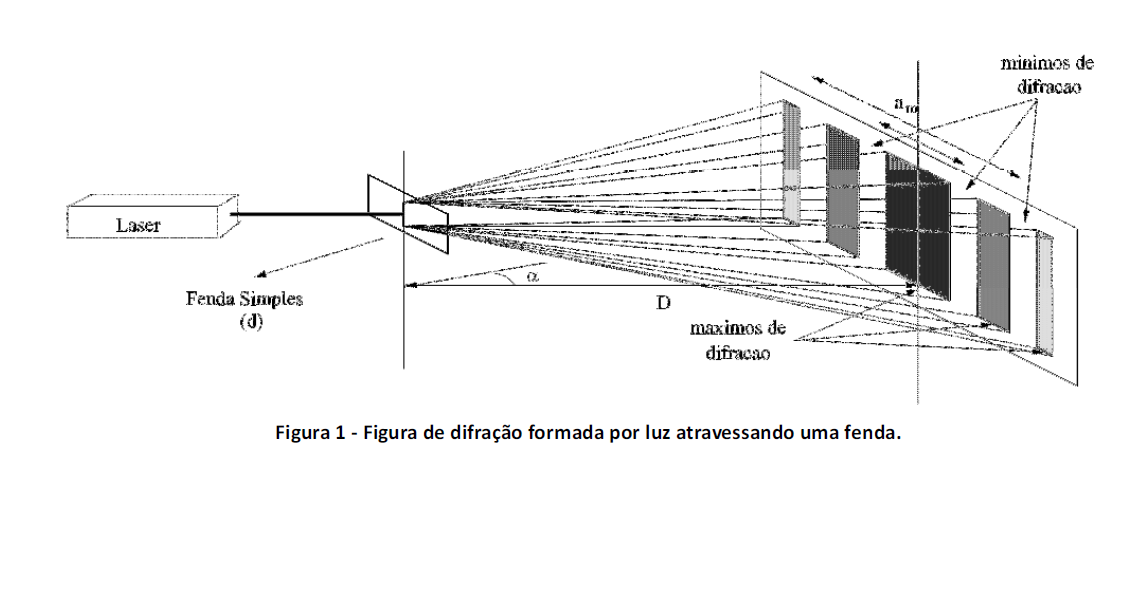 minimos de
difracao
a m
Laser
α
Fenda Simples
(d)
D
maximos de
difracao
Figura 1 - Figura de difração formada por luz atravessando uma fenda.